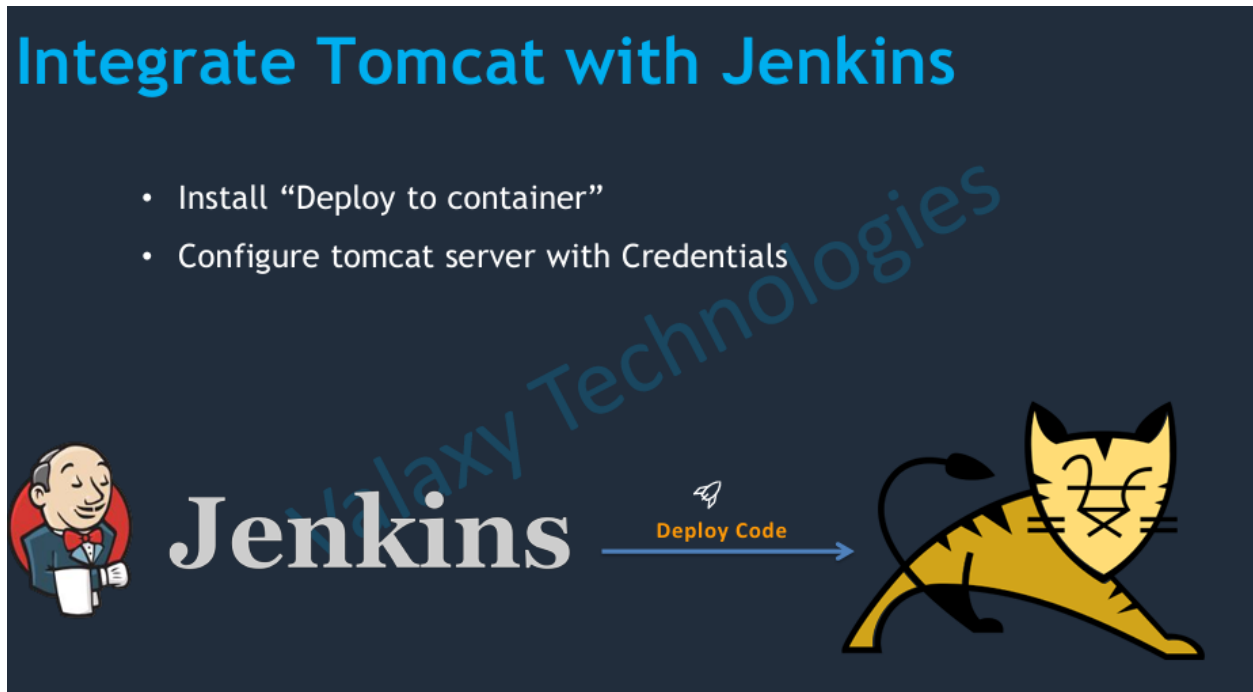 Integrate Tomcat with Jenkins
• Install “Deploy to container”
• Configure tomcat server with Credentials
Valaxy Technologies
Jenkins
Deploy Code